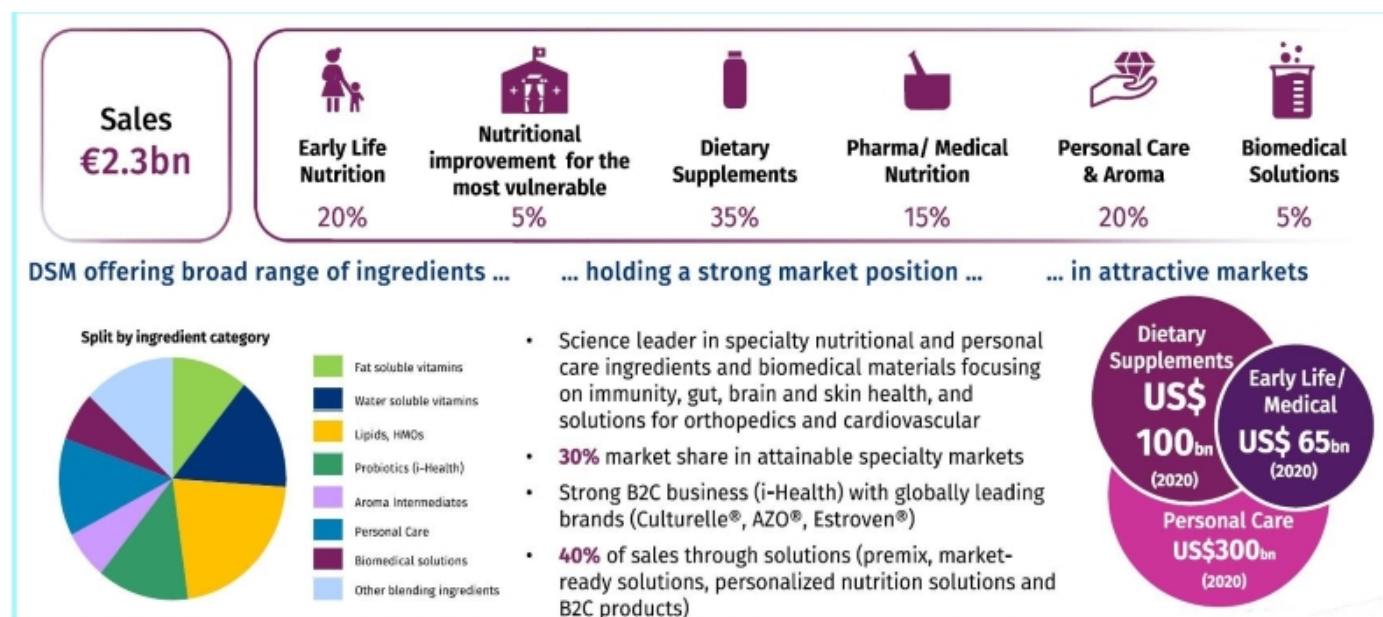 Sales
€2.3bn
Early Life
Nutrition
20%
Nutritional
improvement for the
most vulnerable
5%
Dietary
Supplements
35%
Pharma/ Medical
Nutrition
15%
Personal Care
& Aroma
20%
Biomedical
Solutions
5%
DSM offering broad range of ingredients ...
... holding a strong market position ...
... in attractive markets
Split by ingredient category
Fat soluble vitamins
Water soluble vitamins
Lipids, HMOs
Probiotics (i-Health)
Aroma Intermediates
Personal Care
Biomedical solutions
Other blending ingredients
• Science leader in specialty nutritional and personal
care ingredients and biomedical materials focusing
on immunity, gut, brain and skin health, and
solutions for orthopedics and cardiovascular
• 30% market share in attainable specialty markets
• Strong B2C business (i-Health) with globally leading
brands (Culturelle®, AZO®, Estroven®)
• 40% of sales through solutions (premix, market-
ready solutions, personalized nutrition solutions and
B2C products)
Dietary
Supplements
US$
100bn
(2020)
Early Life/
Medical
US$ 65bn
(2020)
Personal Care
US$300bn
(2020)